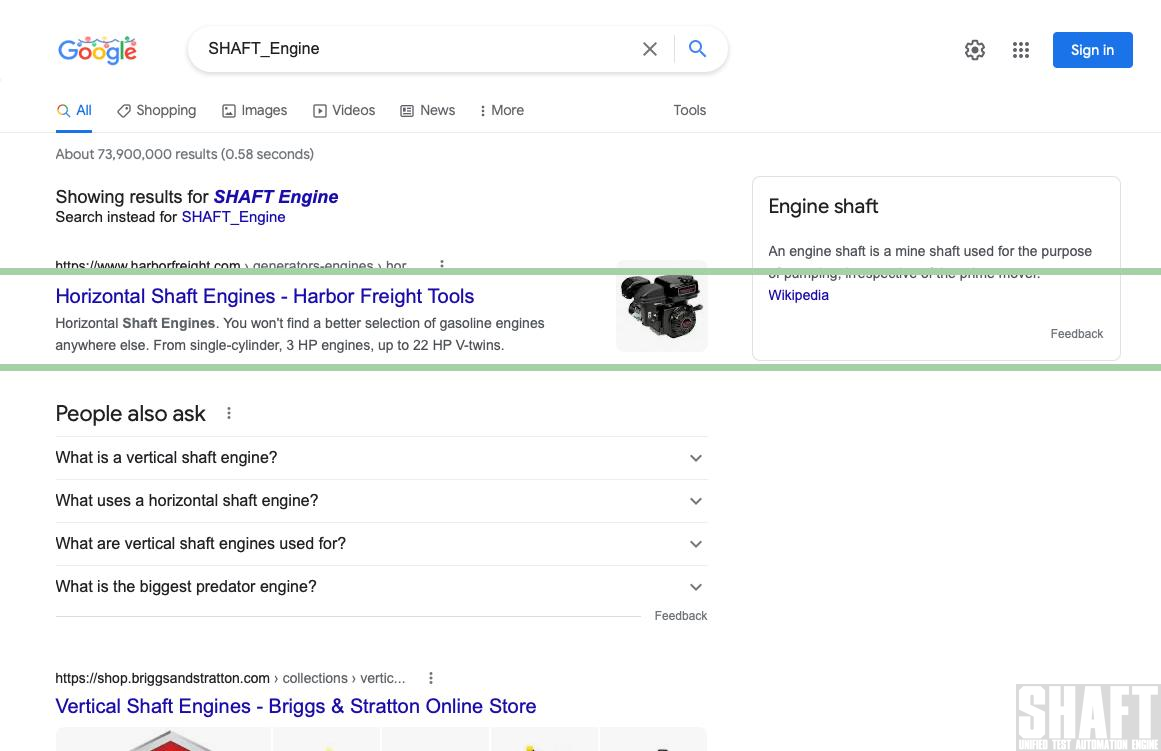 Google
SHAFT_Engine
Sign in
All
Shopping
Images
Videos
News
More
Tools
About 73,900,000 results (0.58 seconds)
Showing results for SHAFT Engine
Search instead for SHAFT_Engine
https://www.harborfreight.com › generators-engines › hor...
Horizontal Shaft Engines - Harbor Freight Tools
Horizontal Shaft Engines. You won't find a better selection of gasoline engines
anywhere else. From single-cylinder, 3 HP engines, up to 22 HP V-twins.
Engine shaft
An engine shaft is a mine shaft used for the purpose
of pumping, irrespective of the prime mover.
Wikipedia
Feedback
People also ask
What is a vertical shaft engine?
What uses a horizontal shaft engine?
What are vertical shaft engines used for?
What is the biggest predator engine?
Feedback
https://shop.briggsandstratton.com › collections › vertic...
Vertical Shaft Engines - Briggs & Stratton Online Store
SHAFT
UNIFIED TEST AUTOMATION ENGINE